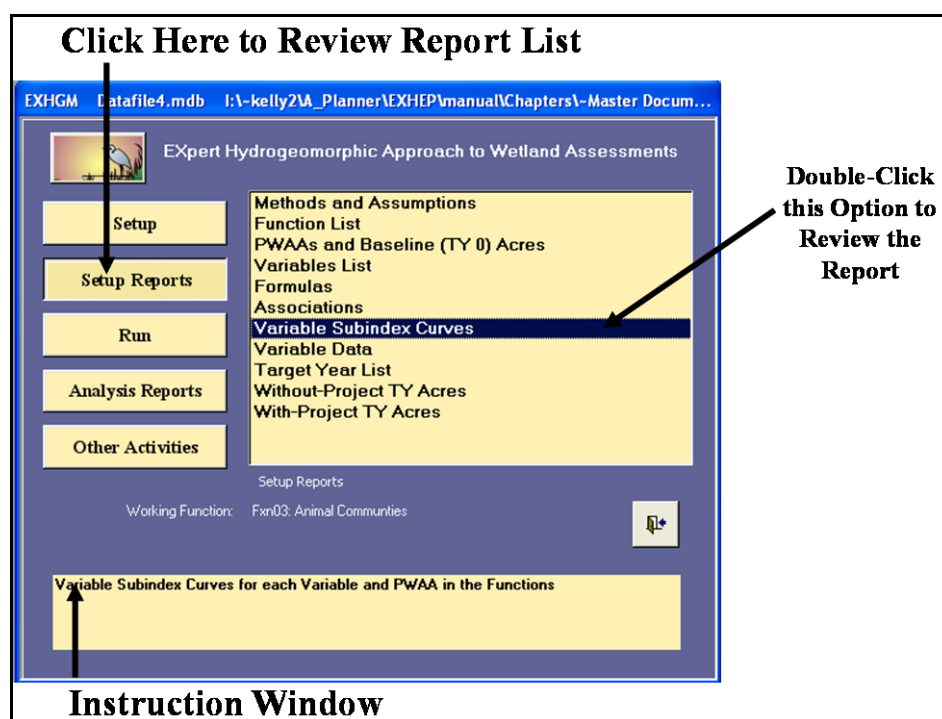 Click Here to Review Report List
EXHGM Datafile4.mdb I:\~kelly2\A_Planner\EXHEP\manual\Chapters\~Master Docum...
EXpert Hydrogeomorphic Approach to Wetland Assessments
Setup
Setup Reports
Run
Analysis Reports
Other Activities
Methods and Assumptions
Function List
PWAAs and Baseline (TY 0) Acres
Variables List
Formulas
Associations
Variable Subindex Curves
Variable Data
Target Year List
Without-Project TY Acres
With-Project TY Acres
Double-Click
this Option to
Review the
Report
Setup Reports
Working Function: Fxn03: Animal Communties
Variable Subindex Curves for each Variable and PWAA in the Functions
Instruction Window